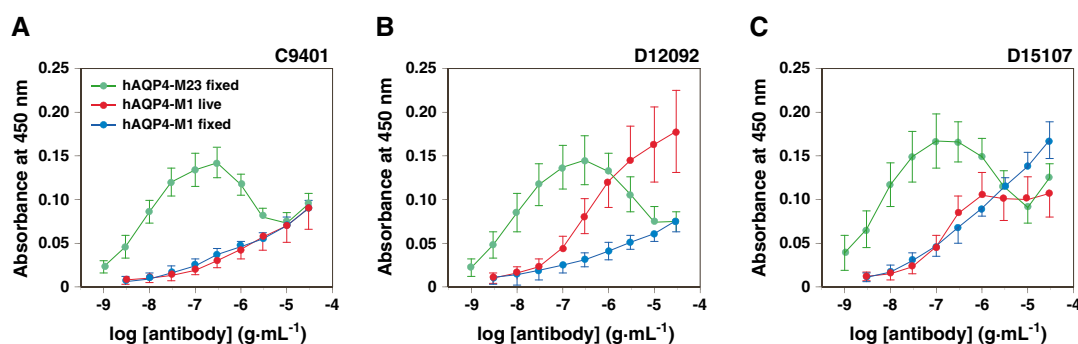 A
C9401
Absorbance at 450 nm
0.25
0.20
0.15
0.10
0.05
0
hAQP4-M23 fixed
hAQP4-M1 live
hAQP4-M1 fixed
-9 -8 -7 -6 -5 -4
log [antibody] (g·mL-1)
B
D12092
Absorbance at 450 nm
0.25
0.20
0.15
0.10
0.05
0
-9 -8 -7 -6 -5 -4
log [antibody] (g·mL-1)
C
D15107
Absorbance at 450 nm
0.25
0.20
0.15
0.10
0.05
0
-9 -8 -7 -6 -5 -4
log [antibody] (g·mL-1)